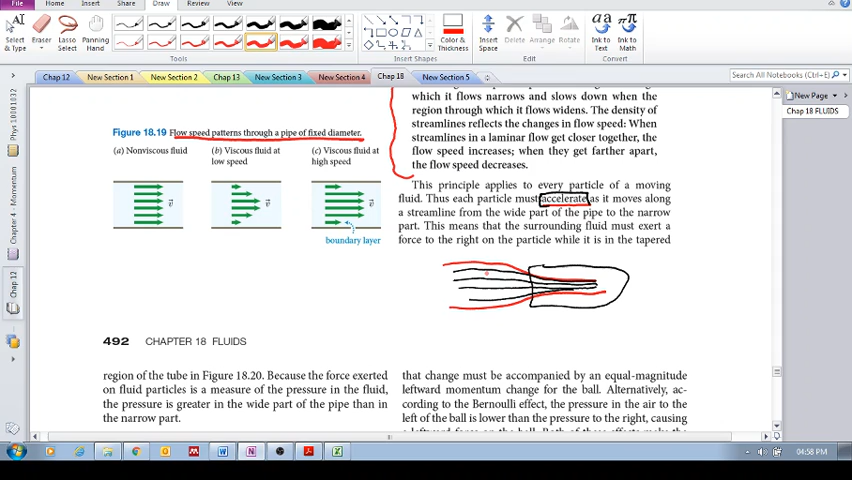 File
Home
Insert
Draw
View
Select & Type
Eraser
Lasso Select
Panning Hand
Color & Thickness
Insert Space
Delete
Arrange
Rotate
Ink to Text
Ink to Math
Tools
Insert Shapes
Edit
Convert
Chap 12
New Section 1
New Section 2
Chap 13
New Section 3
New Section 4
Chap 18
New Section 5
Search All Notebooks (Ctrl+E)
New Page
Chap 18 FLUIDS
Phys 10001032
Chapter 4 - Momentum
Chap 12
which it flows narrows and slows down when the
region through which it flows widens. The density of
streamlines reflects the changes in flow speed: When
streamlines in a laminar flow get closer together, the
flow speed increases; when they get farther apart,
the flow speed decreases.
Figure 18.19 Flow speed patterns through a pipe of fixed diameter.
(a) Nonviscous fluid
(b) Viscous fluid at low speed
(c) Viscous fluid at high speed
boundary layer
This principle applies to every particle of a moving
fluid. Thus each particle must accelerate as it moves along
a streamline from the wide part of the pipe to the narrow
part. This means that the surrounding fluid must exert a
force to the right on the particle while it is in the tapered
492 CHAPTER 18 FLUIDS
region of the tube in Figure 18.20. Because the force exerted
on fluid particles is a measure of the pressure in the fluid,
the pressure is greater in the wide part of the pipe than in
the narrow part.
that change must be accompanied by an equal-magnitude
leftward momentum change for the ball. Alternatively, ac-
cording to the Bernoulli effect, the pressure in the air to the
left of the ball is lower than the pressure to the right, causing
04:58 PM